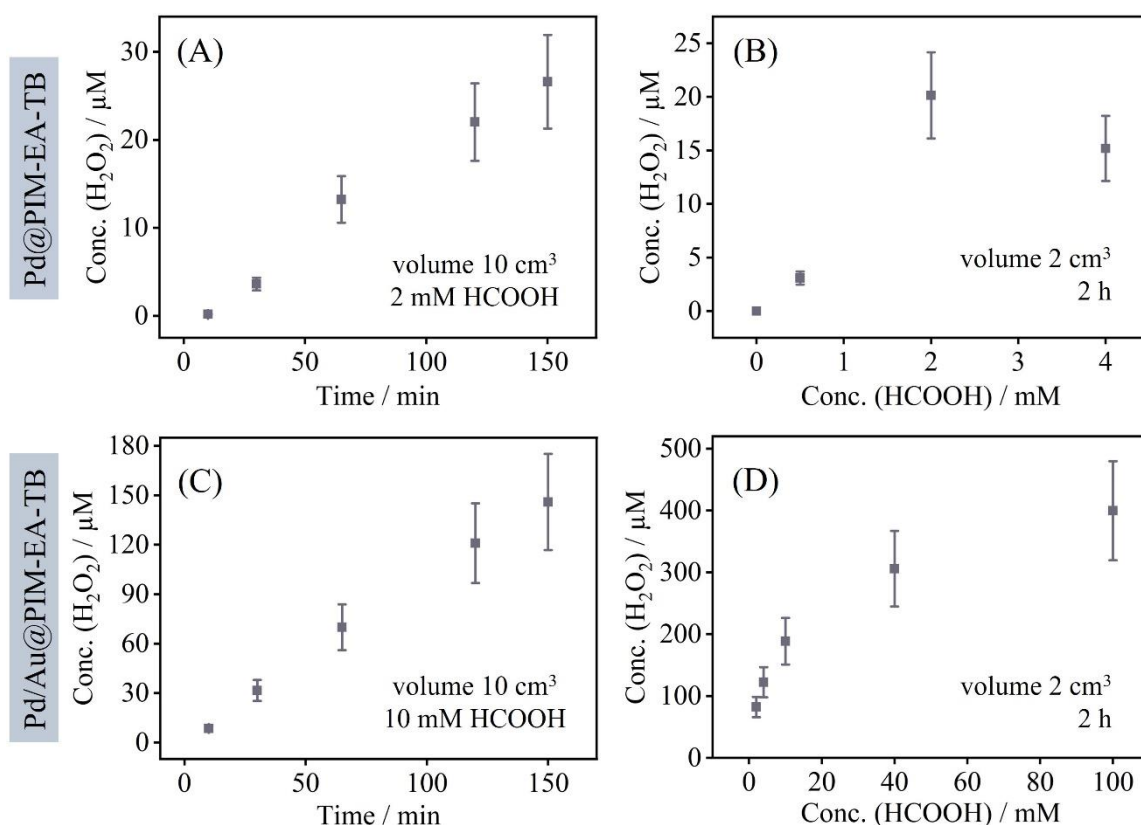 Pd@PIM-EA-TB
(A)
Conc. (H₂O₂) / µM
30
20
10
0
volume 10 cm³
2 mM HCOOH
0 50 100 150
Time / min
(B)
Conc. (H₂O₂) / µM
25
20
15
10
5
0
volume 2 cm³
2 h
0 1 2 3 4
Conc. (HCOOH) / mM
Pd/Au@PIM-EA-TB
(C)
Conc. (H₂O₂) / µM
180
150
120
90
60
30
0
volume 10 cm³
10 mM HCOOH
0 50 100 150
Time / min
(D)
Conc. (H₂O₂) / µM
500
400
300
200
100
0
volume 2 cm³
2 h
0 20 40 60 80 100
Conc. (HCOOH) / mM